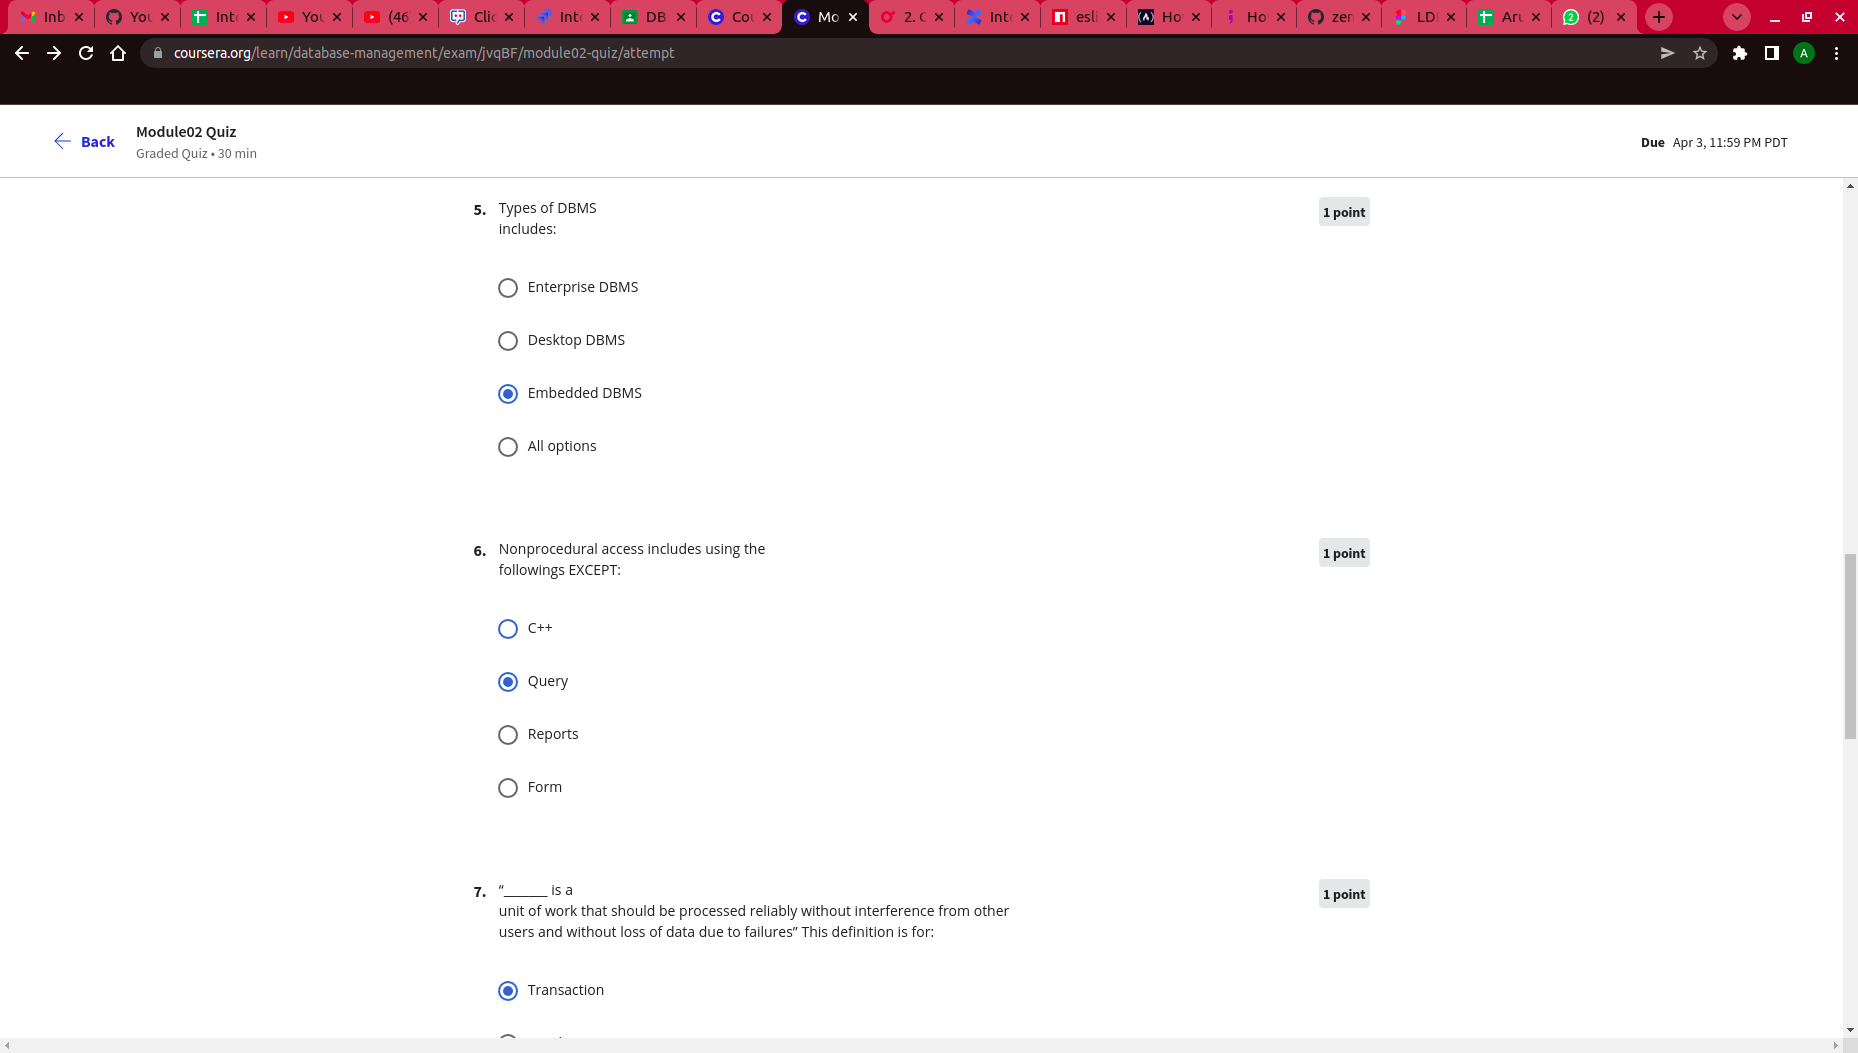 Inb You Inte You (46 Clic Inte DB Cou Mo 2. C Inte esli Ho Ho zen LD Aru (2)
coursera.org/learn/database-management/exam/jvqBF/module02-quiz/attempt A
Back
Module02 Quiz
Graded Quiz • 30 min
Due Apr 3, 11:59 PM PDT
5. Types of DBMS 1 point
includes:
Enterprise DBMS
Desktop DBMS
Embedded DBMS
All options
6. Nonprocedural access includes using the 1 point
followings EXCEPT:
C++
Query
Reports
Form
7. “_______ is a 1 point
unit of work that should be processed reliably without interference from other
users and without loss of data due to failures” This definition is for:
Transaction